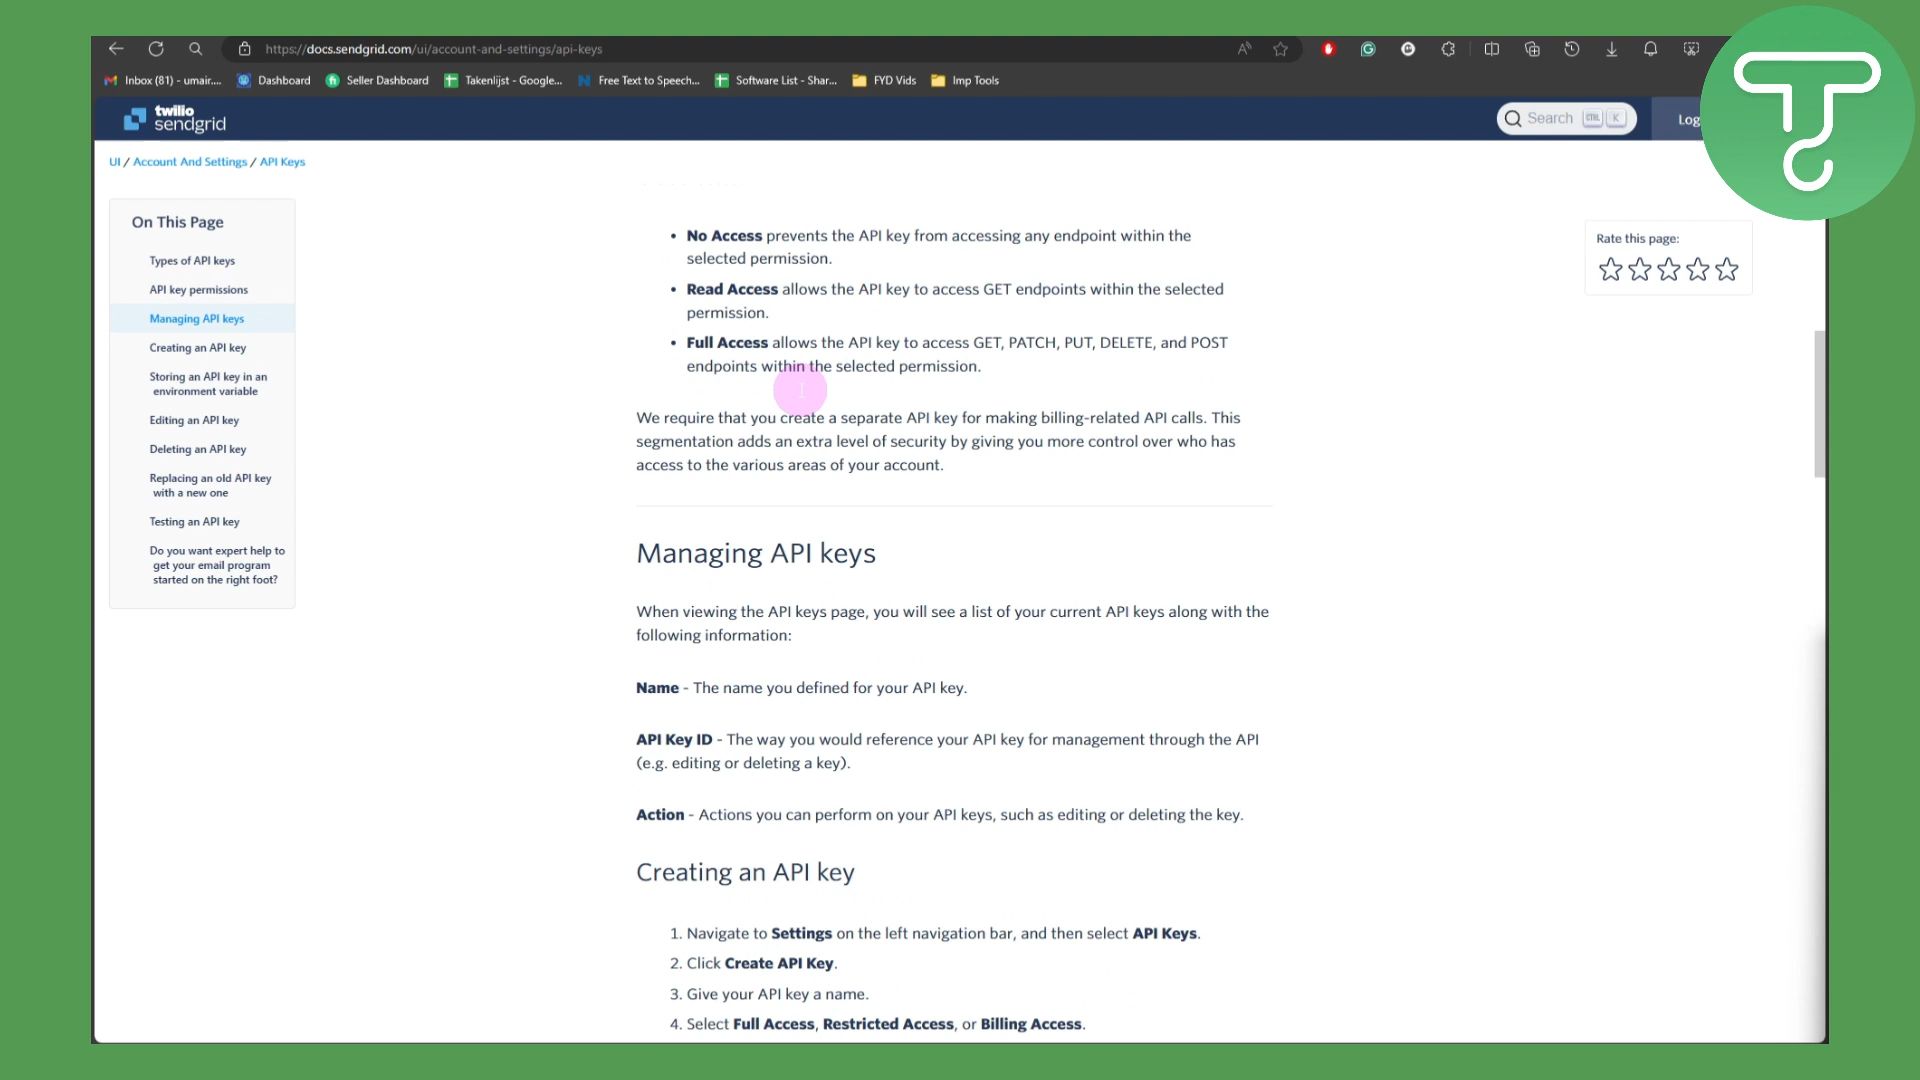 https://docs.sendgrid.com/ui/account-and-settings/api-keys
Inbox (81) - umair.... Dashboard Seller Dashboard Takenlijst - Google... Free Text to Speech... Software List - Shar... FYD Vids Imp Tools
twilio
sendgrid
Search CTRL K
Log
UI / Account And Settings / API Keys
On This Page
Types of API keys
API key permissions
Managing API keys
Creating an API key
Storing an API key in an
environment variable
Editing an API key
Deleting an API key
Replacing an old API key
with a new one
Testing an API key
Do you want expert help to
get your email program
started on the right foot?
• No Access prevents the API key from accessing any endpoint within the
selected permission.
• Read Access allows the API key to access GET endpoints within the selected
permission.
• Full Access allows the API key to access GET, PATCH, PUT, DELETE, and POST
endpoints within the selected permission.
We require that you create a separate API key for making billing-related API calls. This
segmentation adds an extra level of security by giving you more control over who has
access to the various areas of your account.
Managing API keys
When viewing the API keys page, you will see a list of your current API keys along with the
following information:
Name - The name you defined for your API key.
API Key ID - The way you would reference your API key for management through the API
(e.g. editing or deleting a key).
Action - Actions you can perform on your API keys, such as editing or deleting the key.
Creating an API key
1. Navigate to Settings on the left navigation bar, and then select API Keys.
2. Click Create API Key.
3. Give your API key a name.
4. Select Full Access, Restricted Access, or Billing Access.
Rate this page: